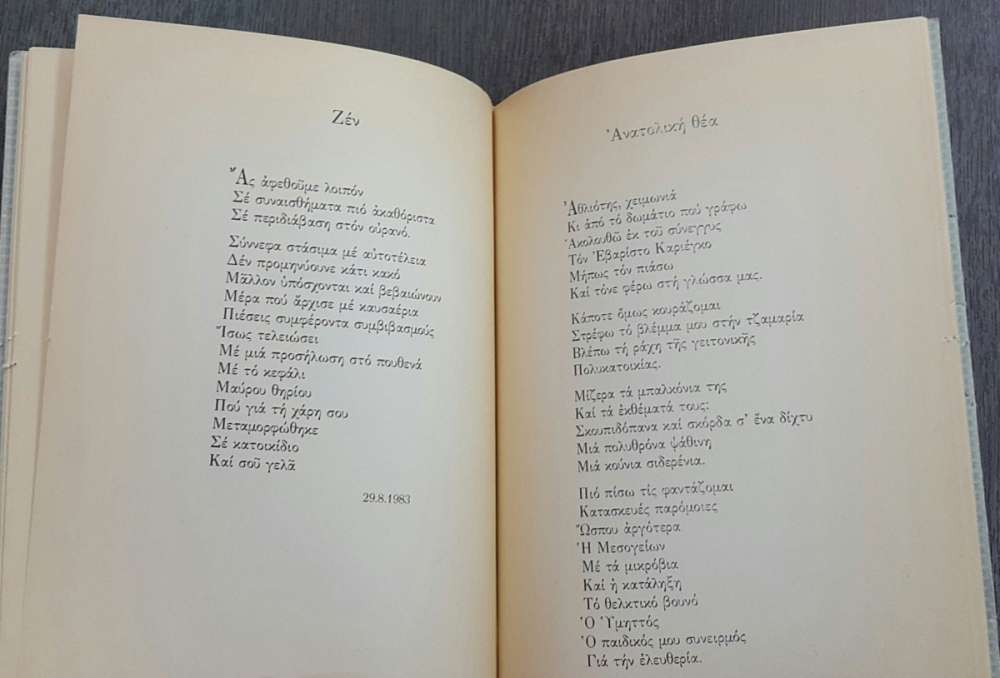 Ζέν
Ἄς ἀφεθοῦμε λοιπόν
Σέ συναισθήματα πιό ἀκαθόριστα
Σέ περιδιάβαση στόν οὐρανό.
Σύννεφα στάσιμα μέ αὐτοτέλεια
Δέν προμηνύουνε κάτι κακό
Μᾶλλον ὑπόσχονται καί βεβαιώνουν
Μέρα πού ἄρχισε μέ καυσαέρια
Πιέσεις συμφέροντα συμβιβασμούς
Ἴσως τελειώσει
Μέ μιά προσήλωση στό πουθενά
Μέ τό κεφάλι
Μαύρου θηρίου
Πού γιά τή χάρη σου
Μεταμορφώθηκε
Σέ κατοικίδιο
Καί σοῦ γελᾶ
29.8.1983
Ἀνατολική θέα
Ἀθλιότης, χειμωνιά
Κι ἀπό τό δωμάτιο πού γράφω
Ἀκολουθῶ ἐκ τοῦ σύνεγγυς
Τόν Ἐβαρίστο Καριέγκο
Μήπως τόν πιάσω
Καί τόνε φέρω στή γλώσσα μας.
Κάποτε ὅμως κουράζομαι
Στρέφω τό βλέμμα μου στήν τζαμαρία
Βλέπω τή ράχη τῆς γειτονικῆς
Πολυκατοικίας.
Μίζερα τά μπαλκόνια της
Καί τά ἐκθέματά τους:
Σκουπιδόπανα καί σκόρδα σ' ἕνα δίχτυ
Μιά πολυθρόνα ψάθινη
Μιά κούνια σιδερένια.
Πιό πίσω τίς φαντάζομαι
Κατασκευές παρόμοιες
Ὥσπου ἀργότερα
Ἡ Μεσογείων
Μέ τά μικρόβια
Καί ἡ κατάληξη
Τό θελκτικό βουνό
Ὁ Ὑμηττός
Ὁ παιδικός μου συνειρμός
Γιά τήν ἐλευθερία.